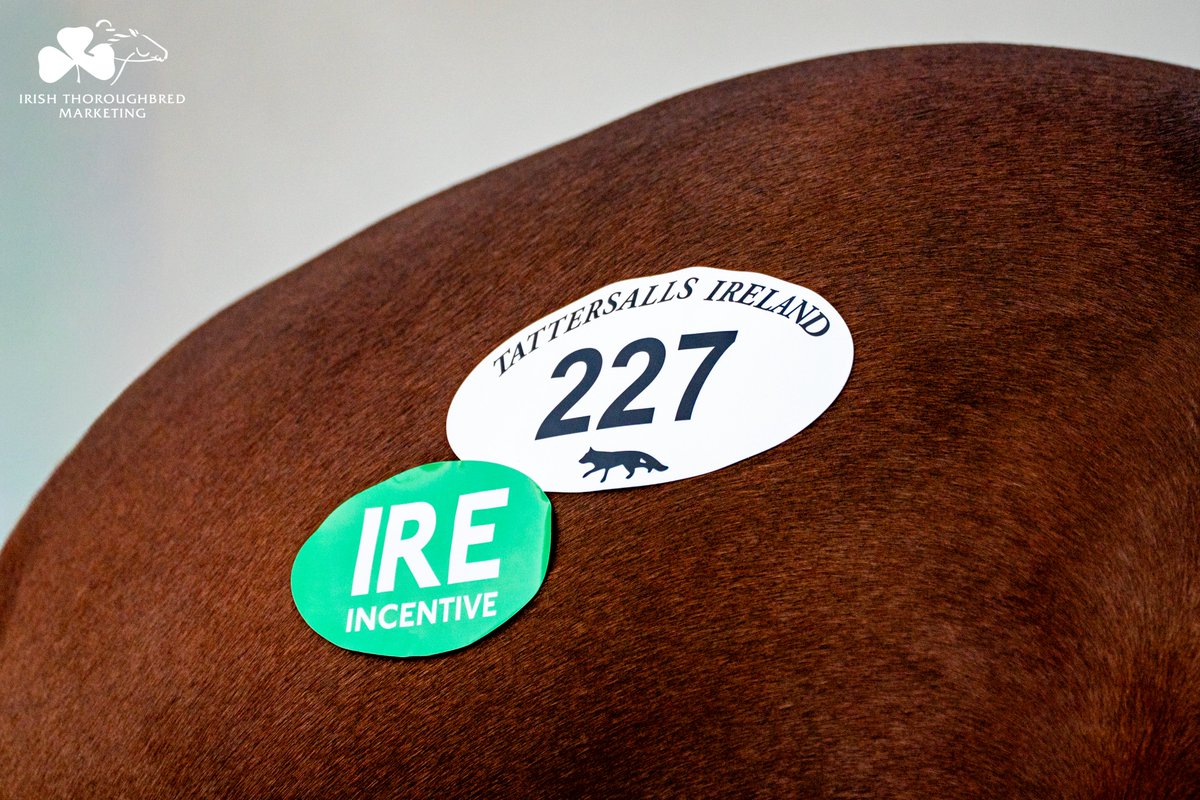 IRISH THOROUGHBRED
MARKETING
TATTERSALLS IRELAND
227
IRE
INCENTIVE